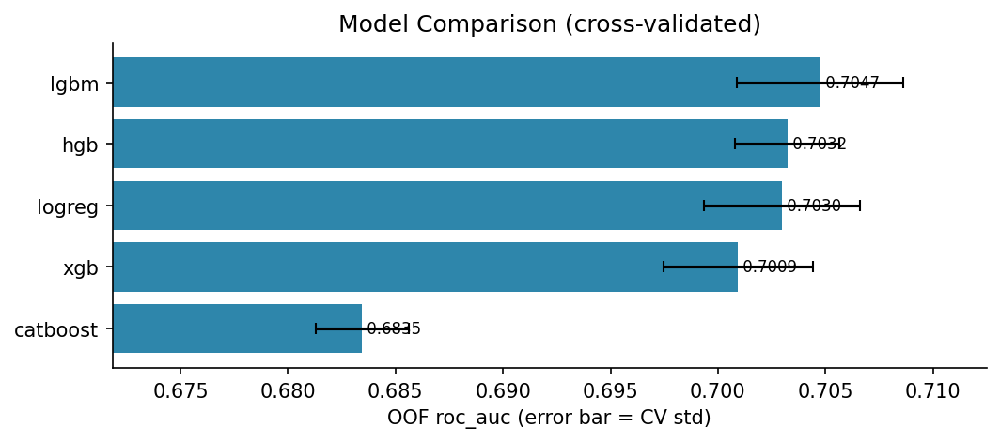 Model Comparison (cross-validated)
lgbm
0.7047
hgb
0.7032
logreg
0.7030
xgb
0.7009
catboost
0.6835
0.675 0.680 0.685 0.690 0.695 0.700 0.705 0.710
OOF roc_auc (error bar = CV std)